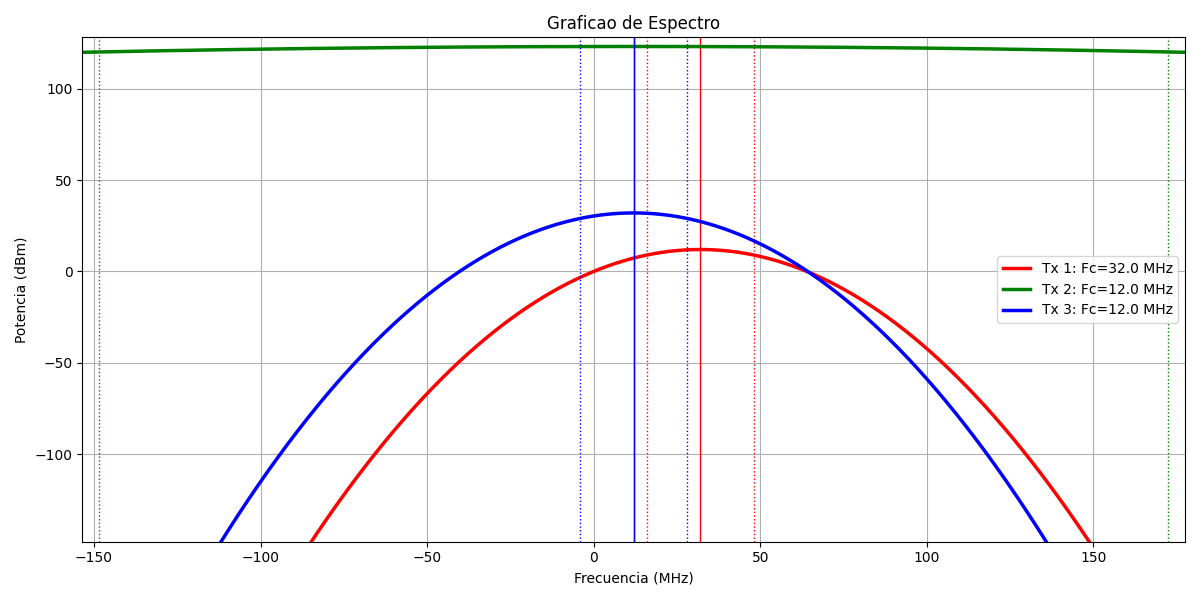 Graficao de Espectro
Potencia (dBm)
100
50
0
−50
−100
Tx 1: Fc=32.0 MHz
Tx 2: Fc=12.0 MHz
Tx 3: Fc=12.0 MHz
−150
−100
−50
0
50
100
150
Frecuencia (MHz)